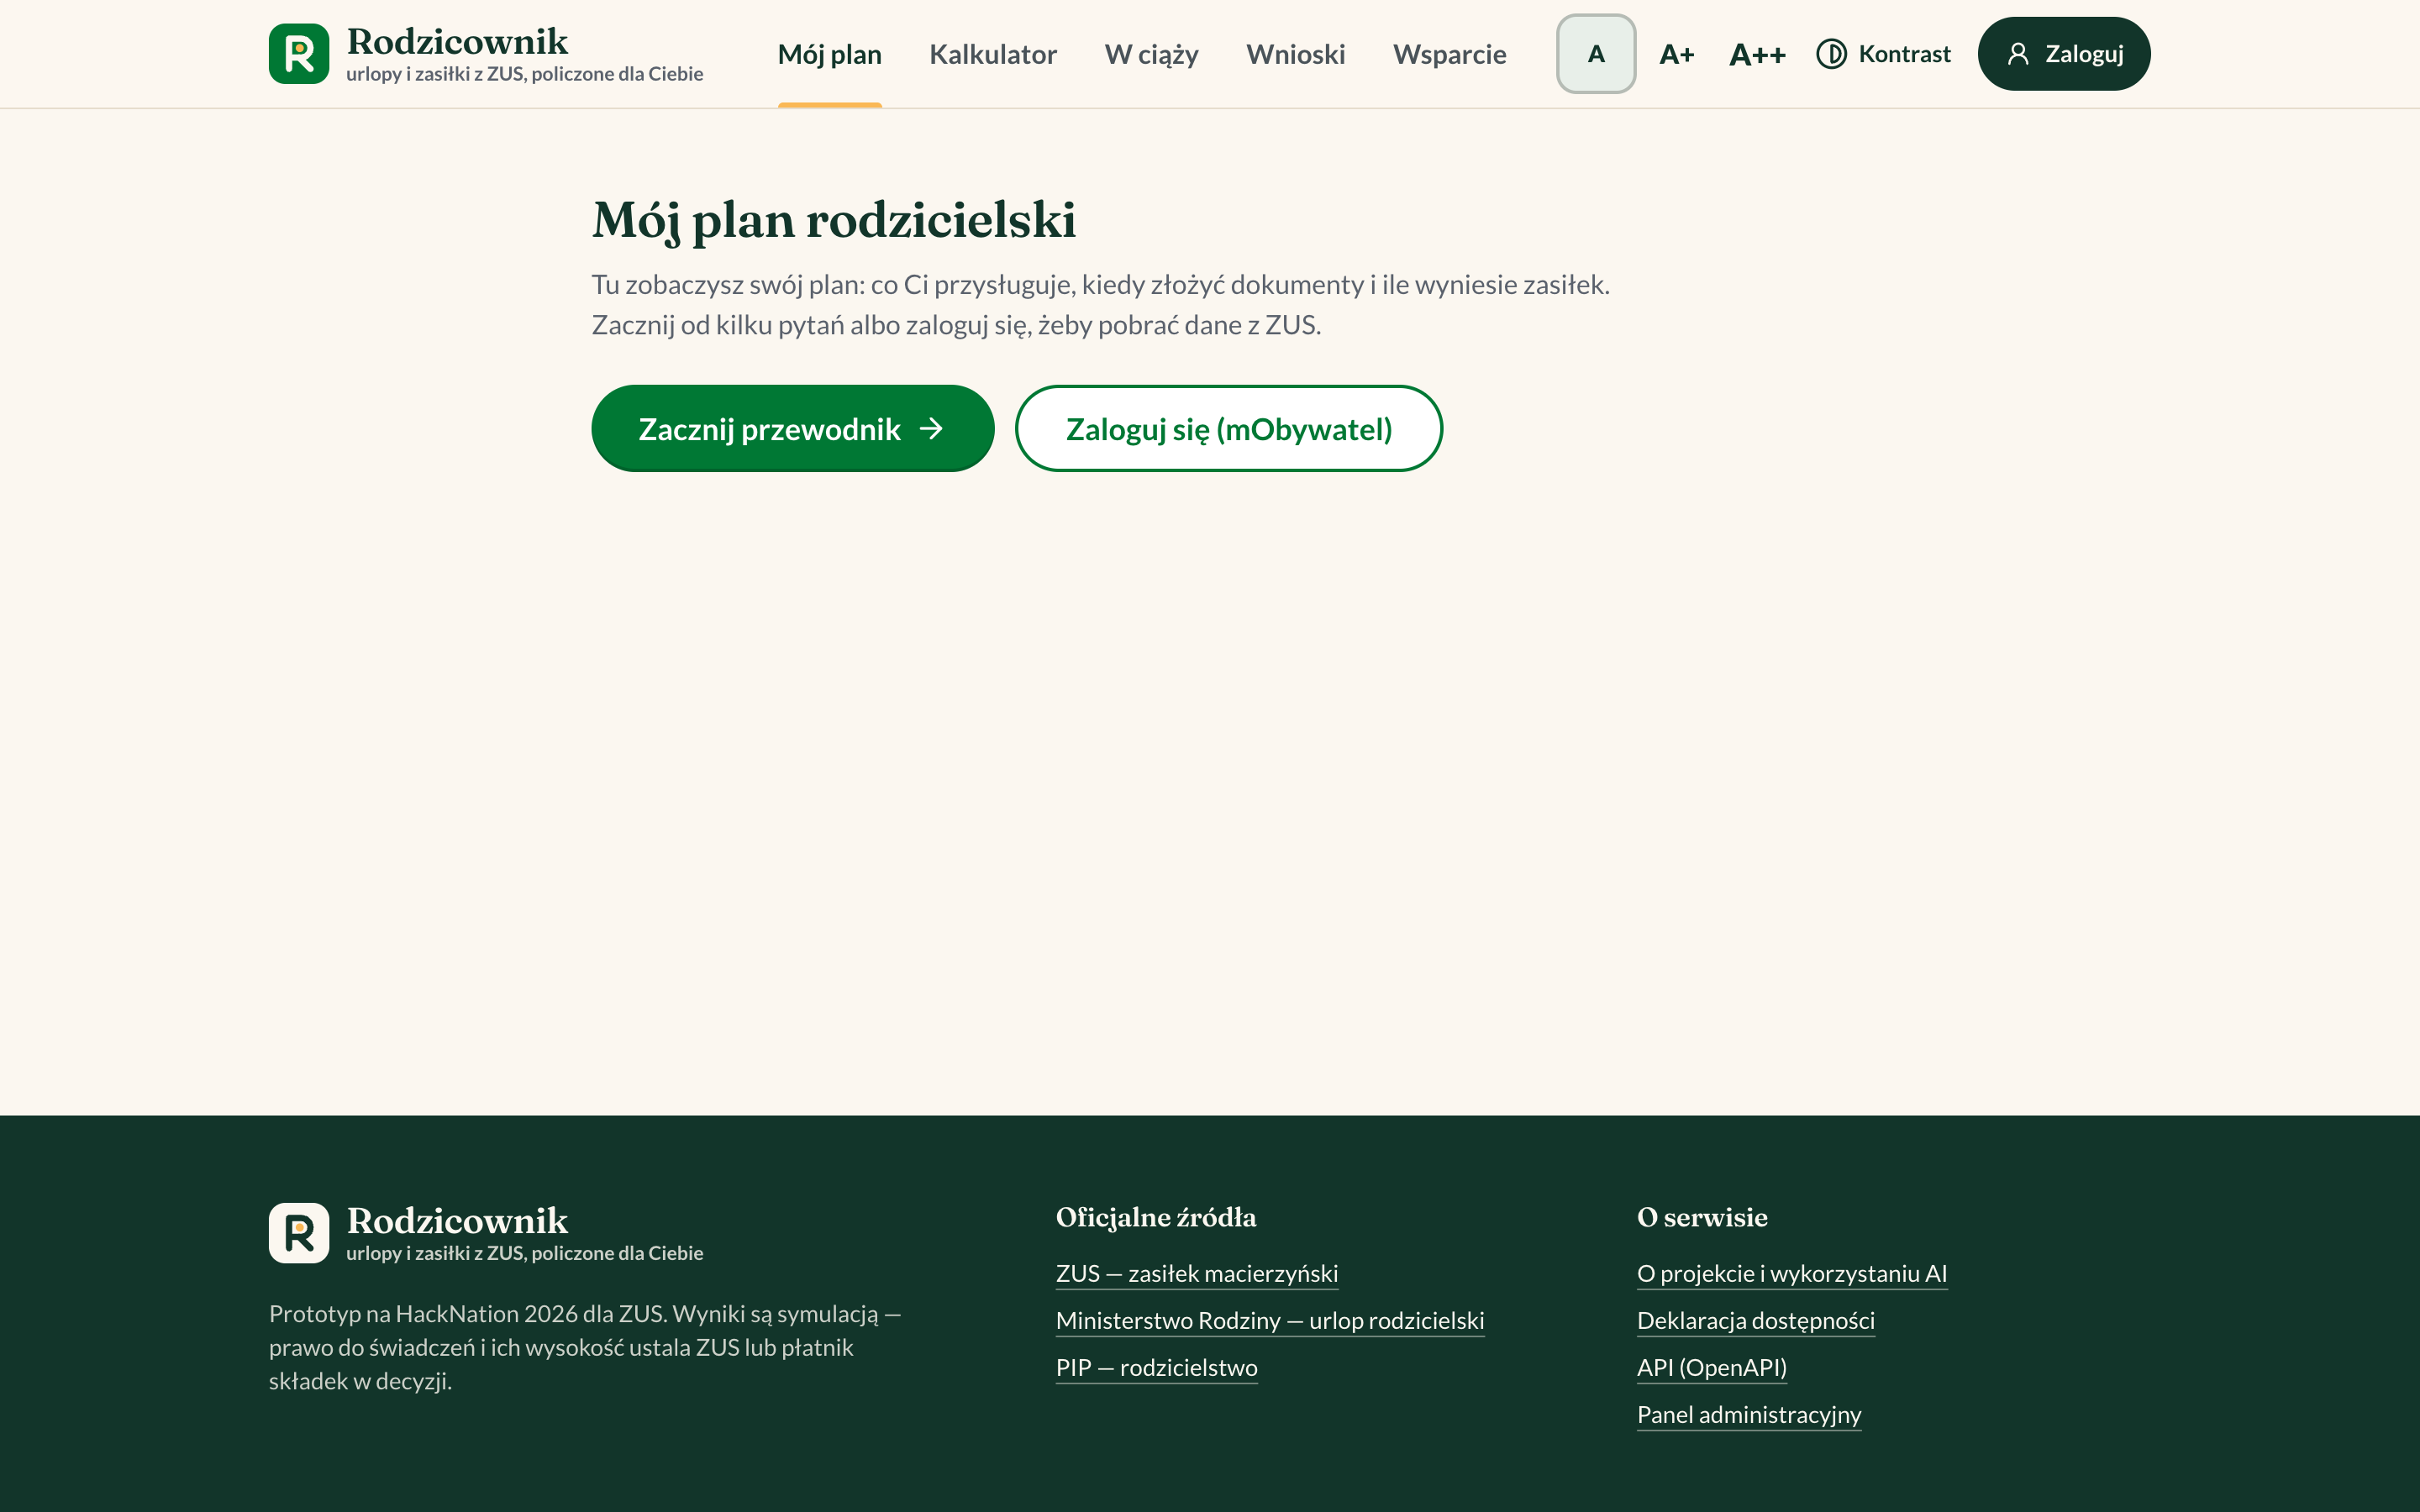 Rodzicownik
urlopy i zasiłki z ZUS, policzone dla Ciebie
Mój plan
Kalkulator
W ciąży
Wnioski
Wsparcie
A
A+
A++
Kontrast
Zaloguj
Mój plan rodzicielski
Tu zobaczysz swój plan: co Ci przysługuje, kiedy złożyć dokumenty i ile wyniesie zasiłek.
Zacznij od kilku pytań albo zaloguj się, żeby pobrać dane z ZUS.
Zacznij przewodnik →
Zaloguj się (mObywatel)
Rodzicownik
urlopy i zasiłki z ZUS, policzone dla Ciebie
Prototyp na HackNation 2026 dla ZUS. Wyniki są symulacją —
prawo do świadczeń i ich wysokość ustala ZUS lub płatnik
składek w decyzji.
Oficjalne źródła
ZUS — zasiłek macierzyński
Ministerstwo Rodziny — urlop rodzicielski
PIP — rodzicielstwo
O serwisie
O projekcie i wykorzystaniu AI
Deklaracja dostępności
API (OpenAPI)
Panel administracyjny